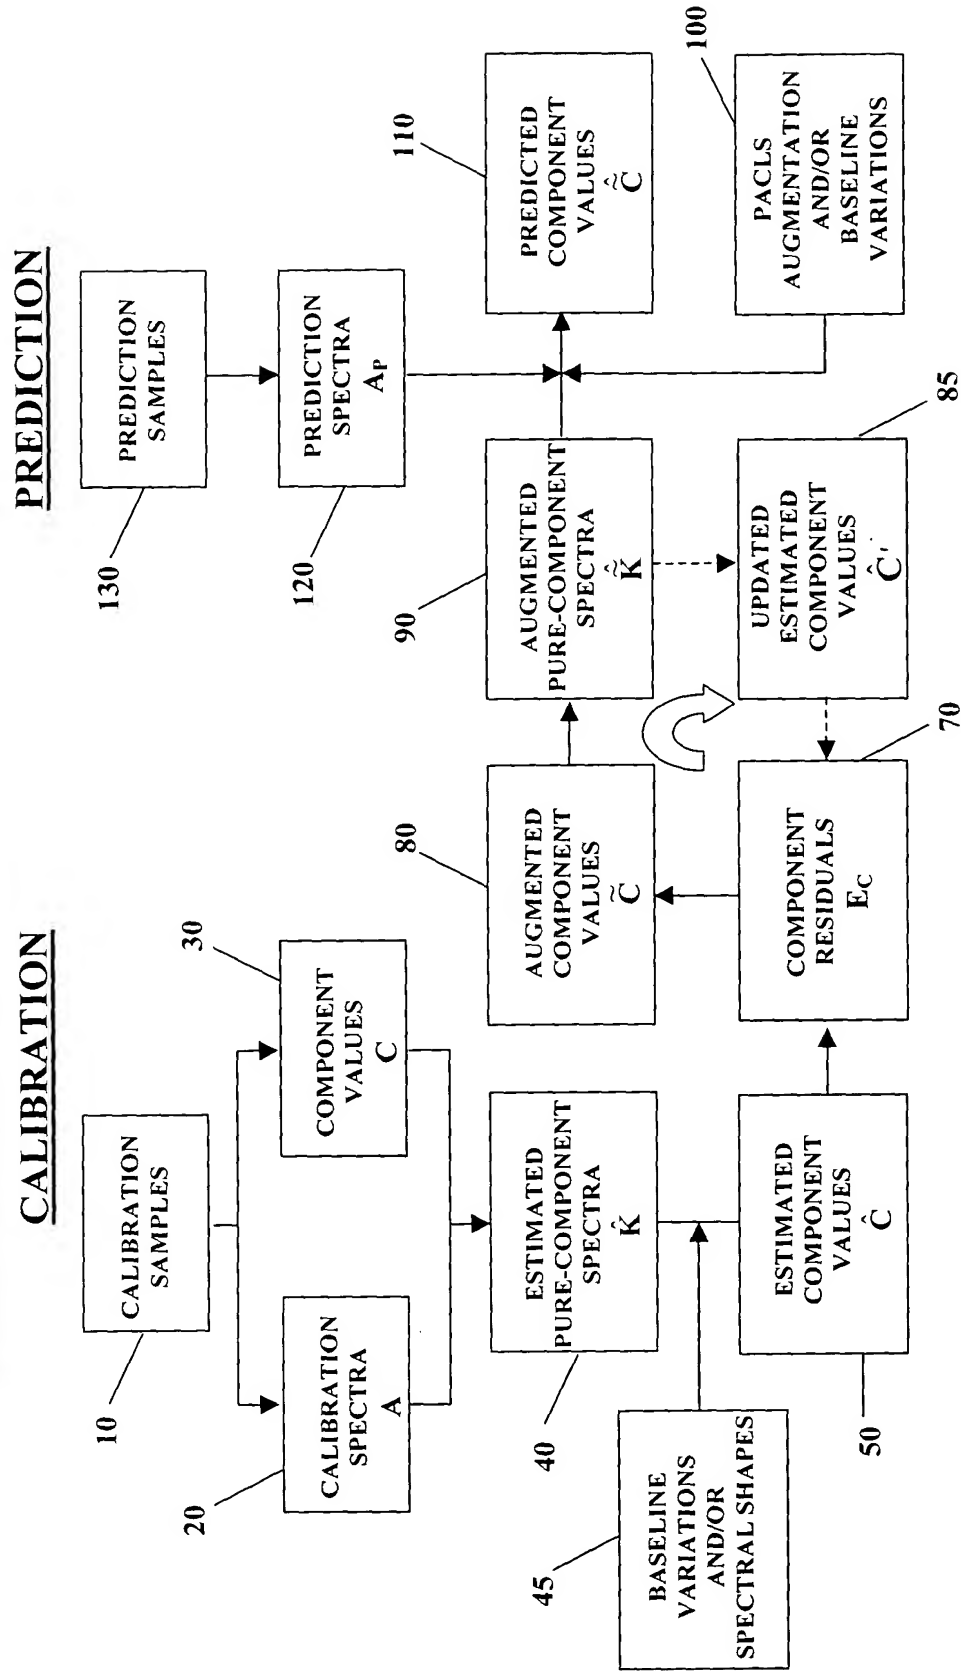 CALIBRATION
10
CALIBRATION
SAMPLES
20
CALIBRATION
SPECTRA
A
30
COMPONENT
VALUES
C
40
ESTIMATED
PURE-COMPONENT
SPECTRA
K̂
45
BASELINE
VARIATIONS
AND/OR
SPECTRAL SHAPES
50
ESTIMATED
COMPONENT
VALUES
Ĉ
70
COMPONENT
RESIDUALS
E_C
80
AUGMENTED
COMPONENT
VALUES
C̃
90
AUGMENTED
PURE-COMPONENT
SPECTRA
K̃̂
85
UPDATED
ESTIMATED
COMPONENT
VALUES
Ĉ'
PREDICTION
130
PREDICTION
SAMPLES
120
PREDICTION
SPECTRA
A_P
110
PREDICTED
COMPONENT
VALUES
C̃̂
100
PACLS
AUGMENTATION
AND/OR
BASELINE
VARIATIONS